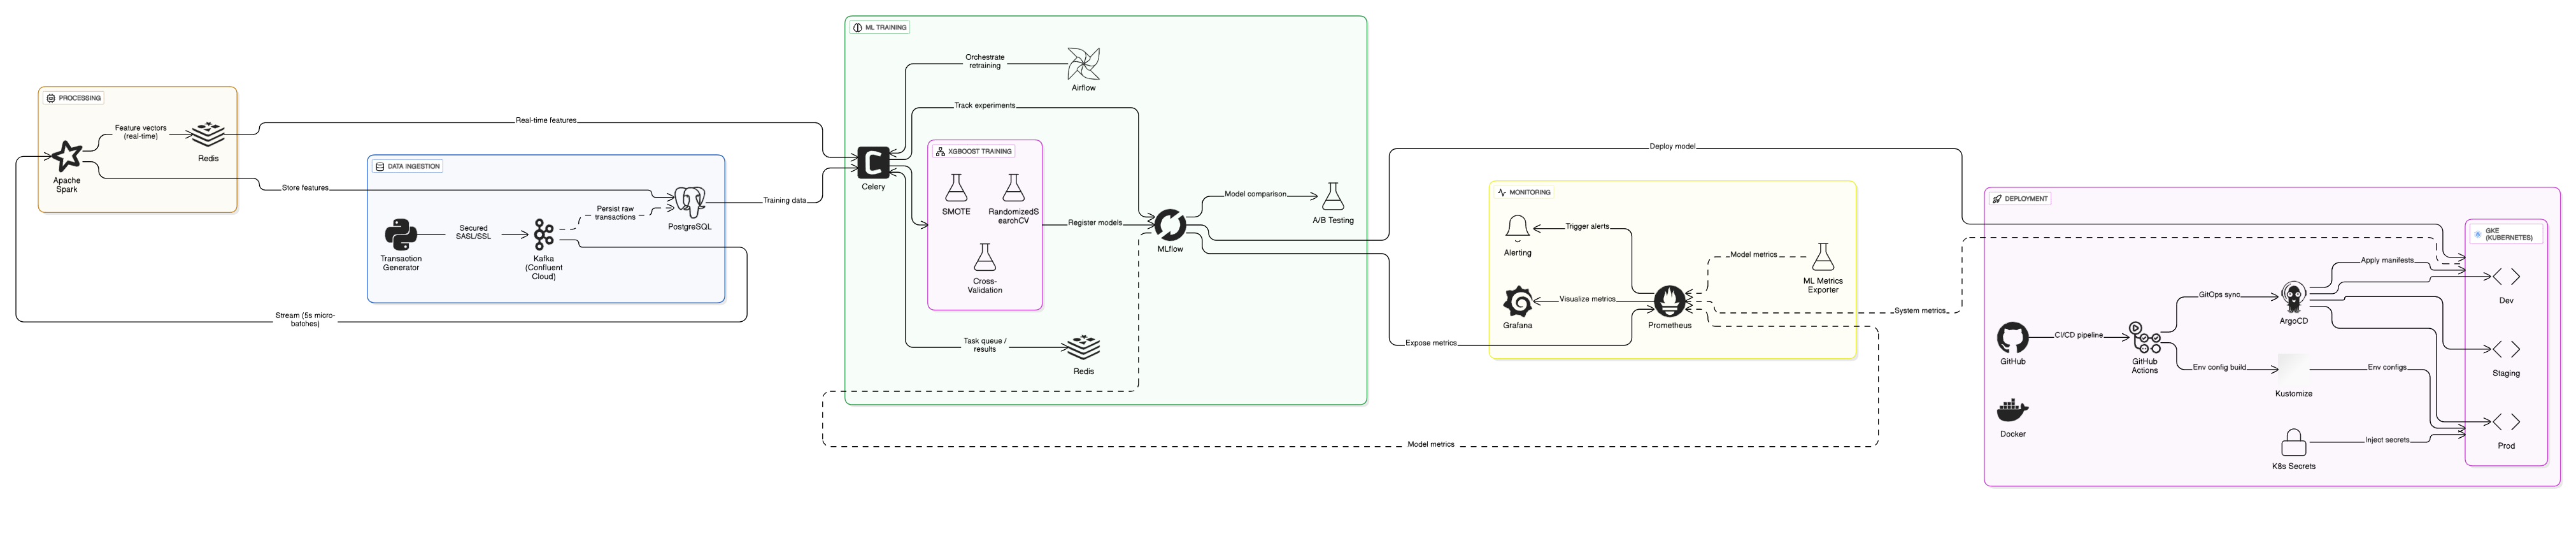 PROCESSING
Feature vectors
(real-time)
Redis
Apache
Spark
Real-time features
Store features
Stream (5s micro-
batches)
DATA INGESTION
Transaction
Generator
Secured
SASL/SSL
Kafka
(Confluent
Cloud)
Persist raw
transactions
PostgreSQL
Training data
ML TRAINING
Orchestrate
retraining
Airflow
Track experiments
Celery
XGBOOST TRAINING
SMOTE
RandomizedS
earchCV
Cross-
Validation
Register models
MLflow
Model comparison
A/B Testing
Task queue /
results
Redis
Deploy model
Expose metrics
Model metrics
MONITORING
Trigger alerts
Alerting
Visualize metrics
Grafana
Prometheus
Model metrics
ML Metrics
Exporter
System metrics
DEPLOYMENT
GitHub
CI/CD pipeline
GitHub
Actions
Docker
GitOps sync
ArgoCD
Env config build
Kustomize
K8s Secrets
Apply manifests
Env configs
Inject secrets
GKE
(KUBERNETES)
Dev
Staging
Prod